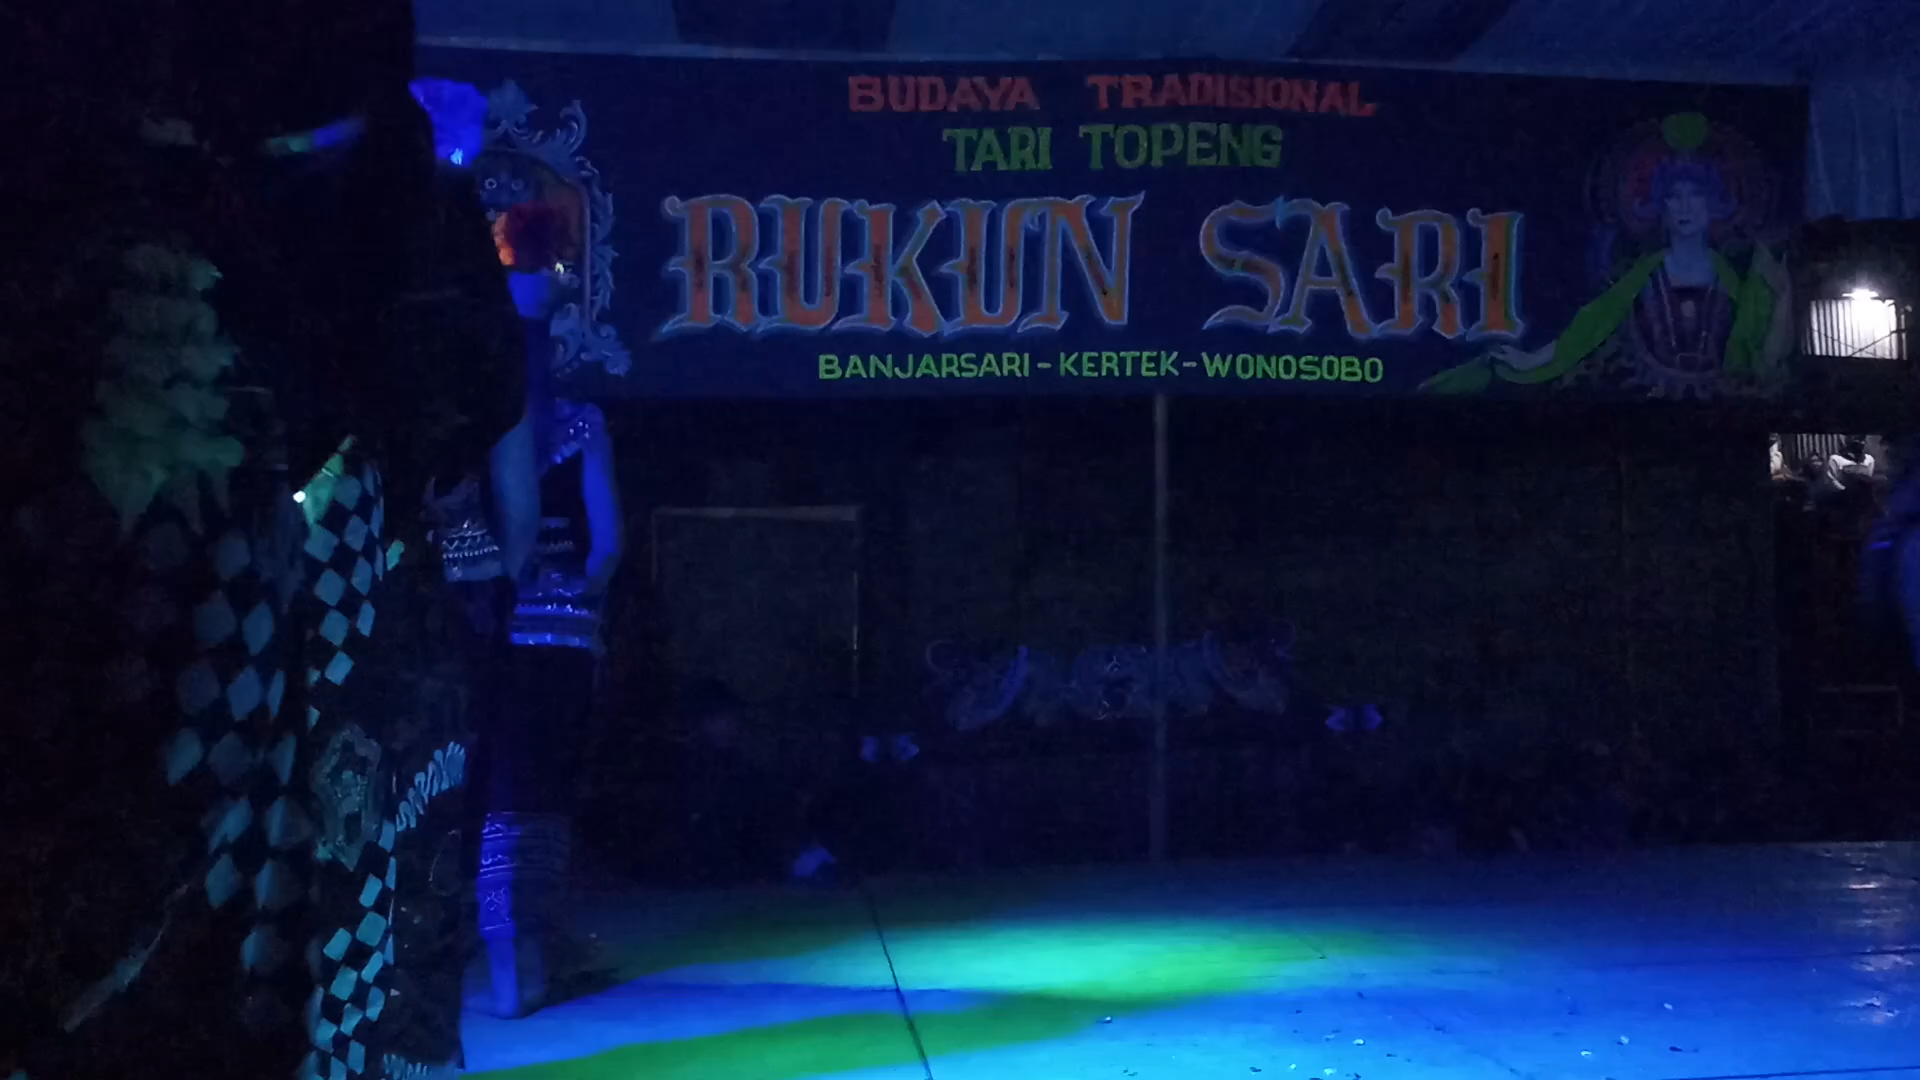 BUDAYA TRADISIONAL
TARI TOPENG
RUKUN SARI
BANJARSARI-KERTEK-WONOSOBO